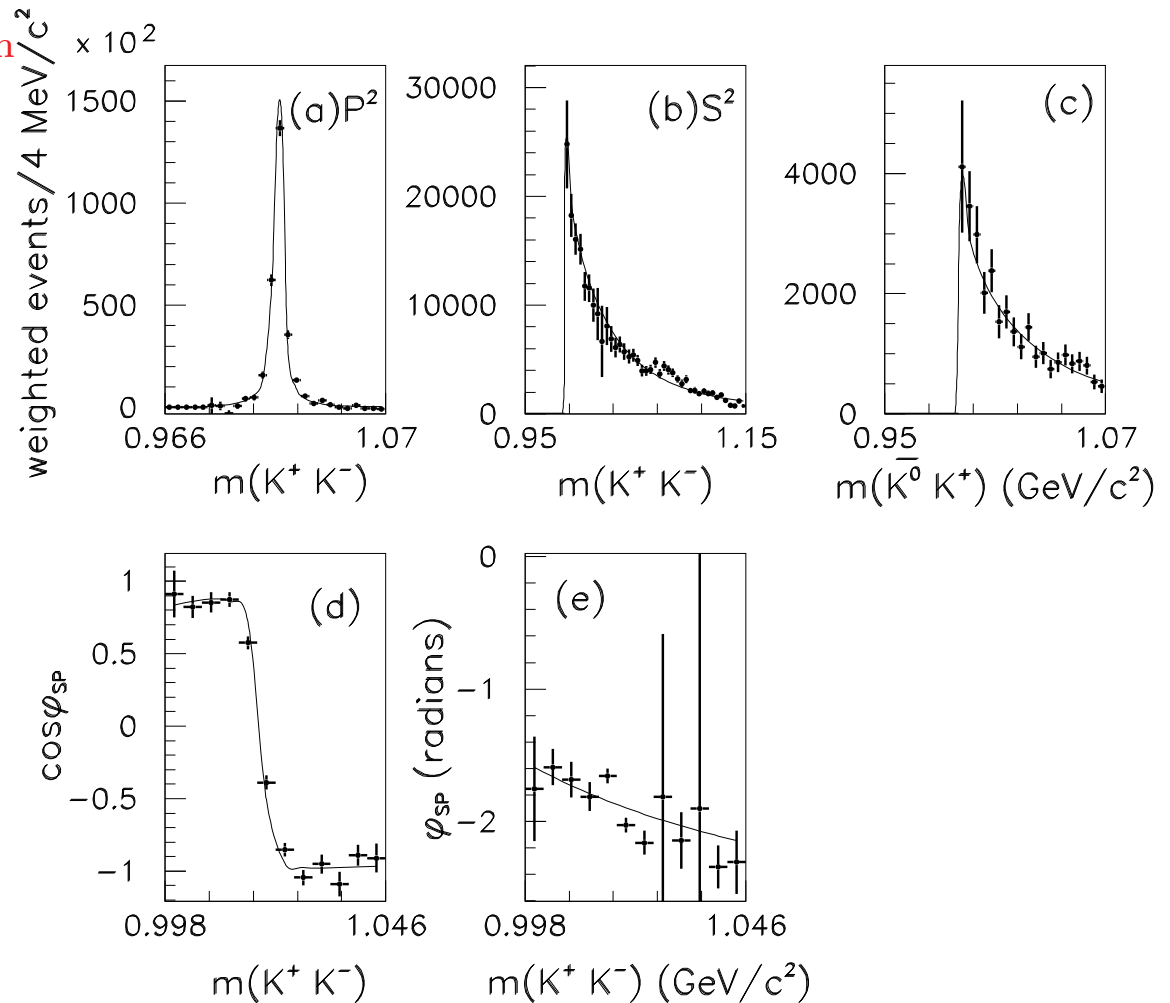 n
weighted events/4 MeV/c²
x 10²
(a)P²
1500
1000
500
0
0.966
1.07
m(K⁺ K⁻)
(b)S²
30000
20000
10000
0
0.95
1.15
m(K⁺ K⁻)
(c)
4000
2000
0
0.95
1.07
m(K̅⁰ K⁺) (GeV/c²)
(d)
cosφSP
1
0.5
0
−0.5
−1
0.998
1.046
m(K⁺ K⁻)
(e)
φSP (radians)
0
−1
−2
0.998
1.046
m(K⁺ K⁻) (GeV/c²)